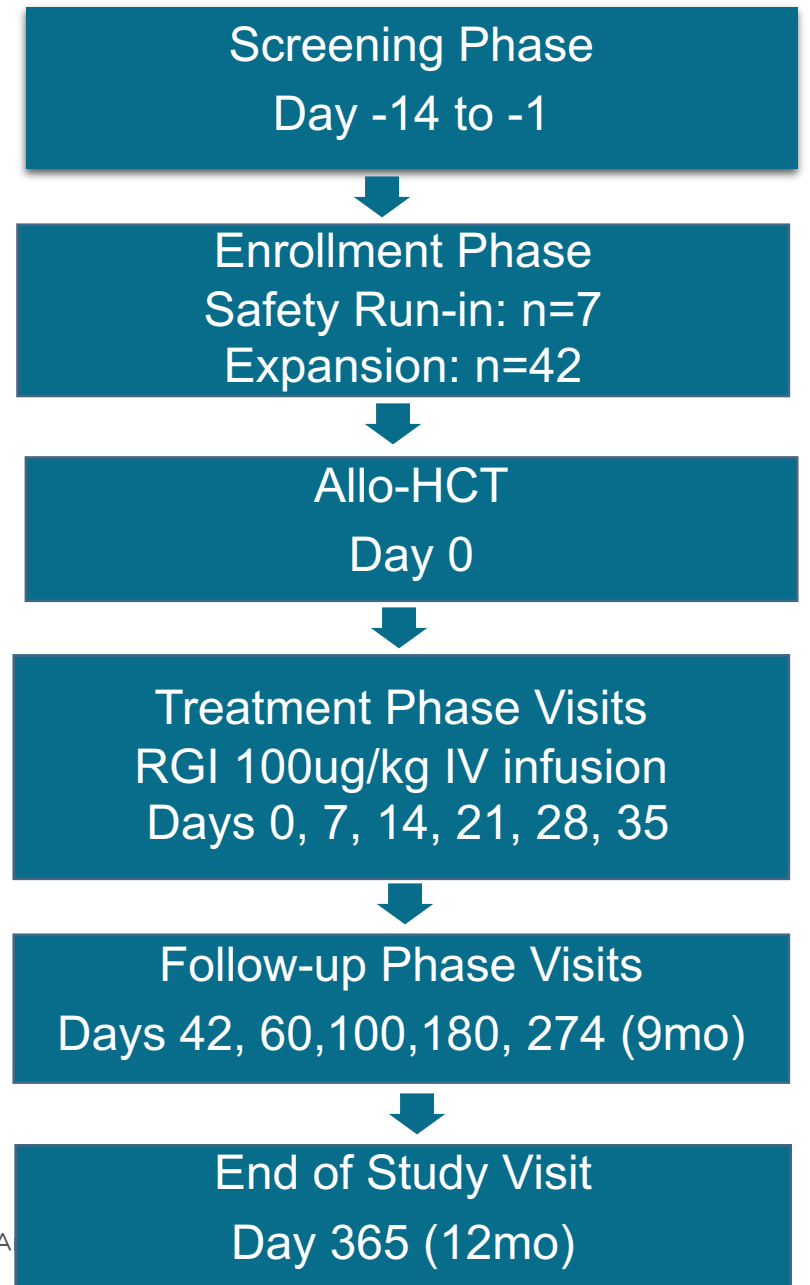 Screening Phase
Day -14 to -1
Enrollment Phase
Safety Run-in: n=7
Expansion: n=42
Allo-HCT
Day 0
Treatment Phase Visits
RGI 100ug/kg IV infusion
Days 0, 7, 14, 21, 28, 35
Follow-up Phase Visits
Days 42, 60,100,180, 274 (9mo)
End of Study Visit
Day 365 (12mo)